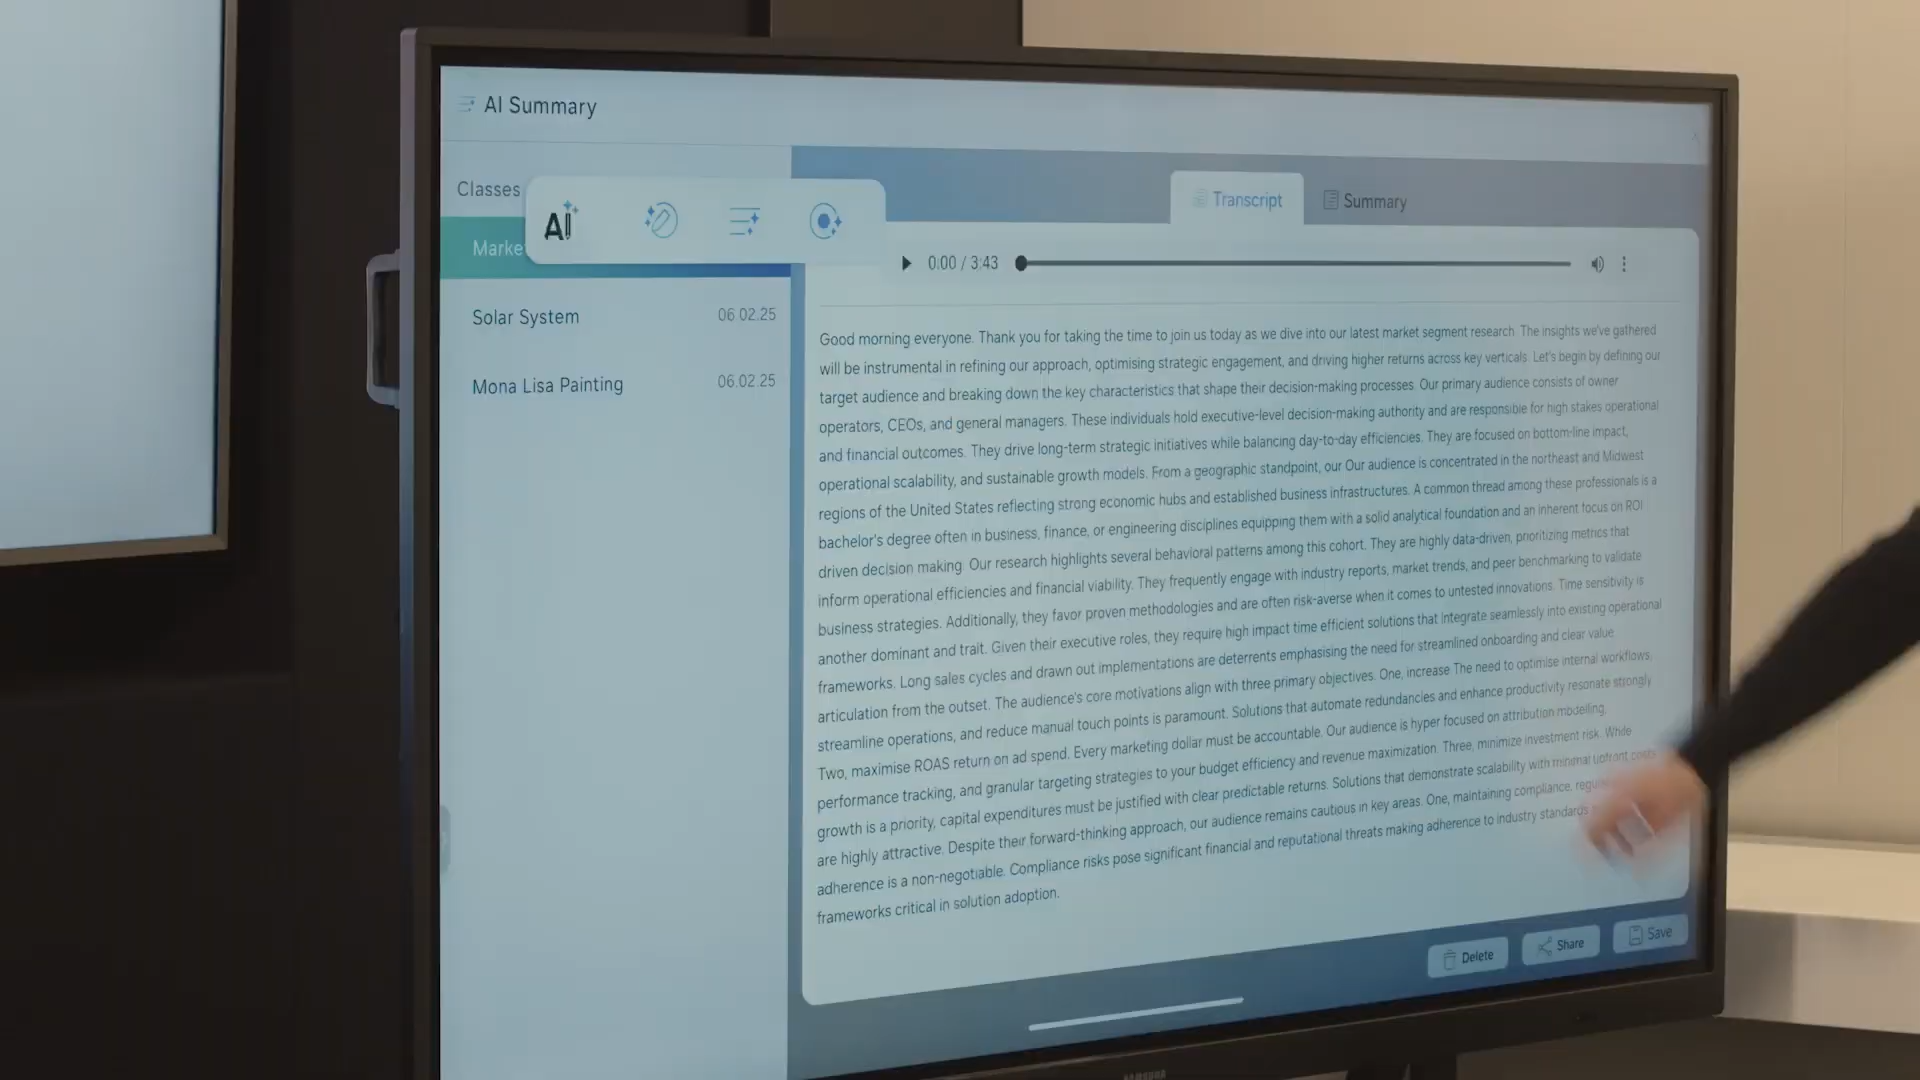 AI Summary
Classes
Marke
AI
Solar System
06.02.25
Mona Lisa Painting
06.02.25
Transcript
Summary
0:00 / 3:43
Good morning everyone. Thank you for taking the time to join us today as we dive into our latest market segment research. The insights we've gathered
will be instrumental in refining our approach, optimising strategic engagement, and driving higher returns across key verticals. Let's begin by defining our
target audience and breaking down the key characteristics that shape their decision-making processes. Our primary audience consists of owner
operators, CEOs, and general managers. These individuals hold executive-level decision-making authority and are responsible for high stakes operational
and financial outcomes. They drive long-term strategic initiatives while balancing day-to-day efficiencies. They are focused on bottom-line impact,
operational scalability, and sustainable growth models. From a geographic standpoint, our Our audience is concentrated in the northeast and Midwest
regions of the United States reflecting strong economic hubs and established business infrastructures. A common thread among these professionals is a
bachelor's degree often in business, finance, or engineering disciplines equipping them with a solid analytical foundation and an inherent focus on ROI
driven decision making. Our research highlights several behavioral patterns among this cohort. They are highly data-driven, prioritizing metrics that
inform operational efficiencies and financial viability. They frequently engage with industry reports, market trends, and peer benchmarking to validate
business strategies. Additionally, they favor proven methodologies and are often risk-averse when it comes to untested innovations. Time sensitivity is
another dominant and trait. Given their executive roles, they require high impact time efficient solutions that integrate seamlessly into existing operational
frameworks. Long sales cycles and drawn out implementations are deterrents emphasising the need for streamlined onboarding and clear value
articulation from the outset. The audience's core motivations align with three primary objectives. One, increase The need to optimise internal workflows,
streamline operations, and reduce manual touch points is paramount. Solutions that automate redundancies and enhance productivity resonate strongly
Two, maximise ROAS return on ad spend. Every marketing dollar must be accountable. Our audience is hyper focused on attribution modelling,
performance tracking, and granular targeting strategies to your budget efficiency and revenue maximization. Three, minimize investment risk. While
growth is a priority, capital expenditures must be justified with clear predictable returns. Solutions that demonstrate scalability with minimal upfront costs
are highly attractive. Despite their forward-thinking approach, our audience remains cautious in key areas. One, maintaining compliance, regu
adherence is a non-negotiable. Compliance risks pose significant financial and reputational threats making adherence to industry standards
frameworks critical in solution adoption.
Delete
Share
Save
SAMSUNG